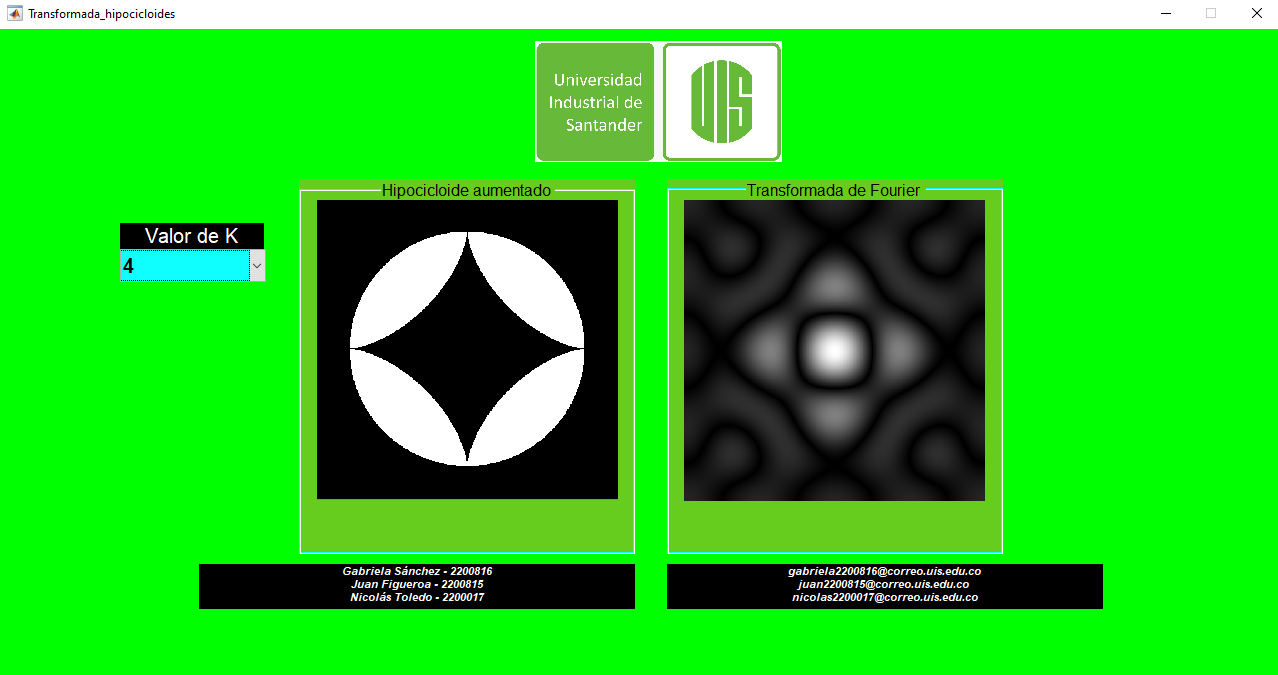 Transformada_hipocicloides
Universidad
Industrial de
Santander
UIS
Hipocicloide aumentado
Transformada de Fourier
Valor de K
4
Gabriela Sánchez - 2200816
Juan Figueroa - 2200815
Nicolás Toledo - 2200017
gabriela2200816@correo.uis.edu.co
juan2200815@correo.uis.edu.co
nicolas2200017@correo.uis.edu.co